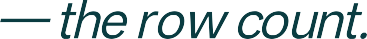 — the row count.